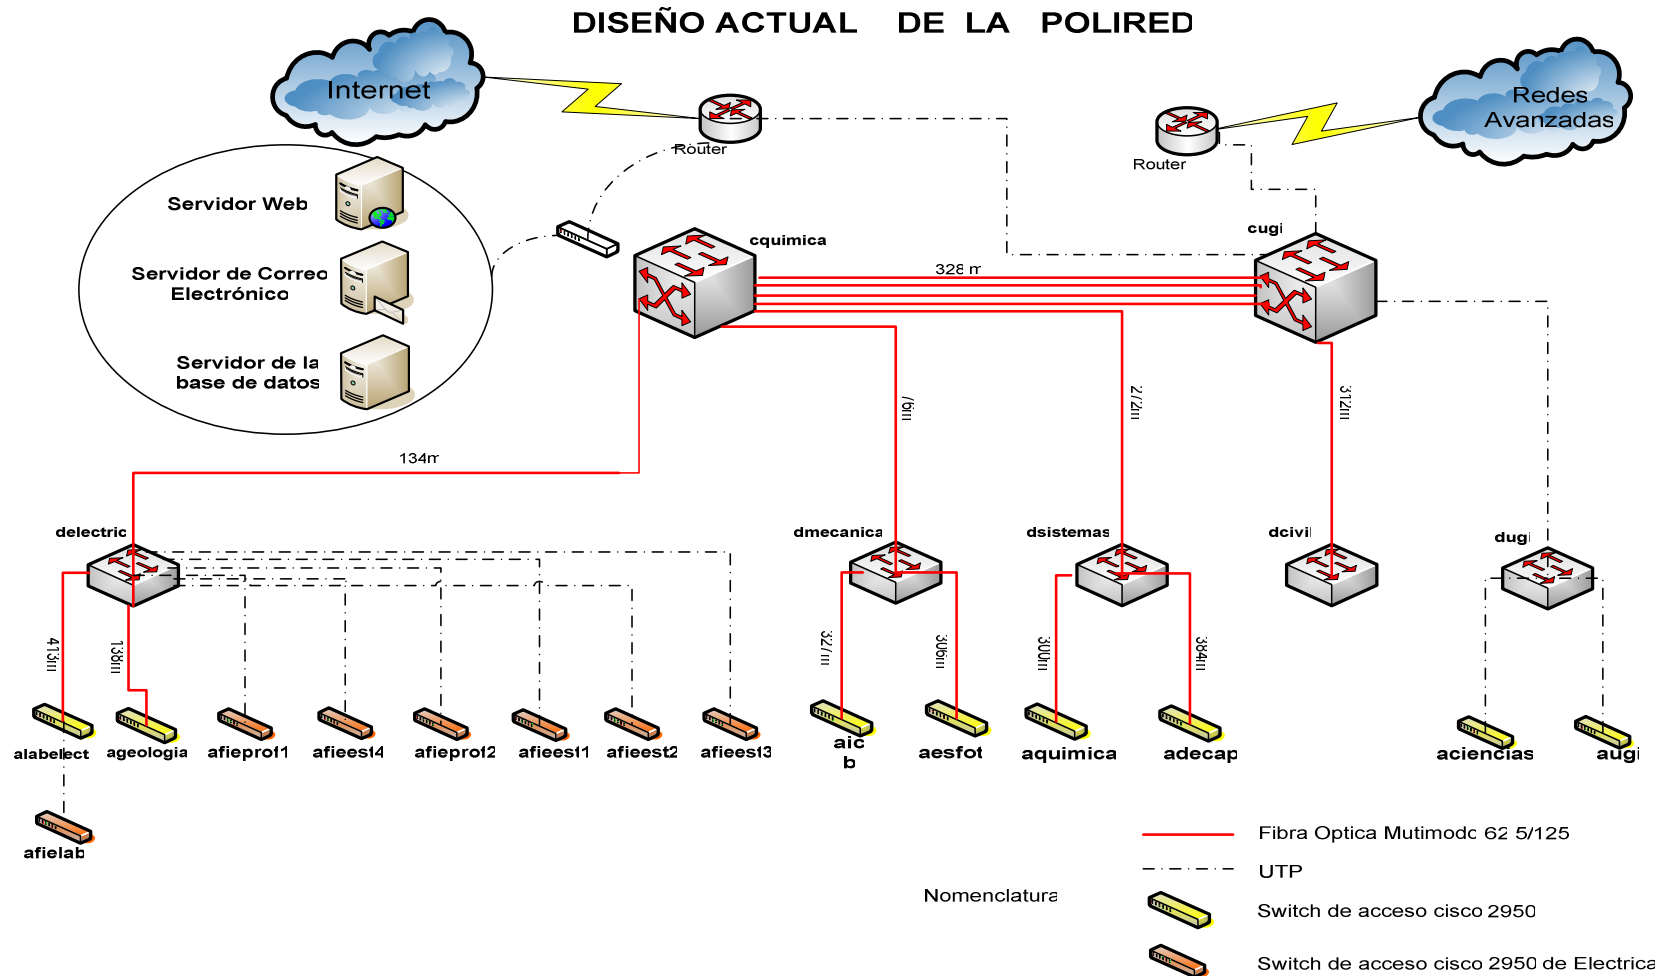 DISEÑO ACTUAL DE LA POLIRED
Internet
Redes
Avanzadas
Router
Router
Servidor Web
Servidor de Correo
Electrónico
Servidor de la
base de datos
cquimica
cugi
328 m
76m
272m
312m
134m
delectric
dmecanica
dsistemas
dcivil
dugi
413m
138m
327m
306m
300m
384m
alabelect
ageologia
afieprof1
afieest4
afieprof2
afieest1
afieest2
afieest3
aic
b
aesfot
aquimica
adecap
aciencias
augi
afielab
Nomenclatura
Fibra Optica Mutimodo 62 5/125
UTP
Switch de acceso cisco 2950
Switch de acceso cisco 2950 de Electrica